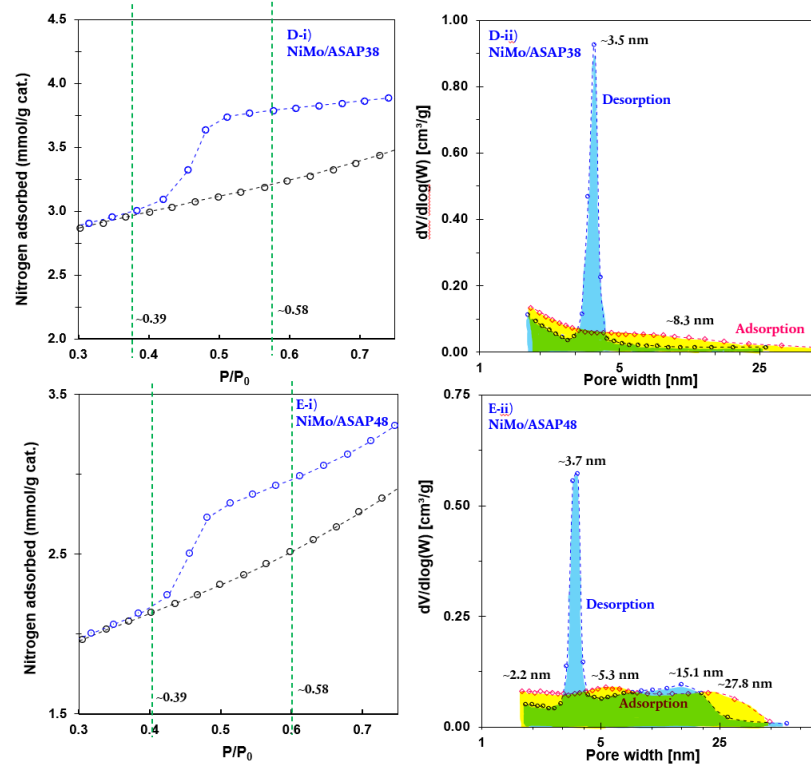 4.5
4.0
3.5
3.0
2.5
2.0
0.3
0.4
0.5
0.6
0.7
Nitrogen adsorbed (mmol/g cat.)
P/P0
D-i)
NiMo/ASAP38
~0.39
~0.58
1.00
0.80
0.60
0.40
0.20
0.00
1
5
25
dV/dlog(W) [cm³/g]
Pore width [nm]
D-ii)
NiMo/ASAP38
~3.5 nm
Desorption
~8.3 nm
Adsorption
3.5
2.5
1.5
0.3
0.4
0.5
0.6
0.7
Nitrogen adsorbed (mmol/g cat.)
P/P0
E-i)
NiMo/ASAP48
~0.39
~0.58
0.75
0.50
0.25
0.00
1
5
25
dV/dlog(W) [cm³/g]
Pore width [nm]
E-ii)
NiMo/ASAP48
~3.7 nm
Desorption
~2.2 nm
~5.3 nm
~15.1 nm
~27.8 nm
Adsorption